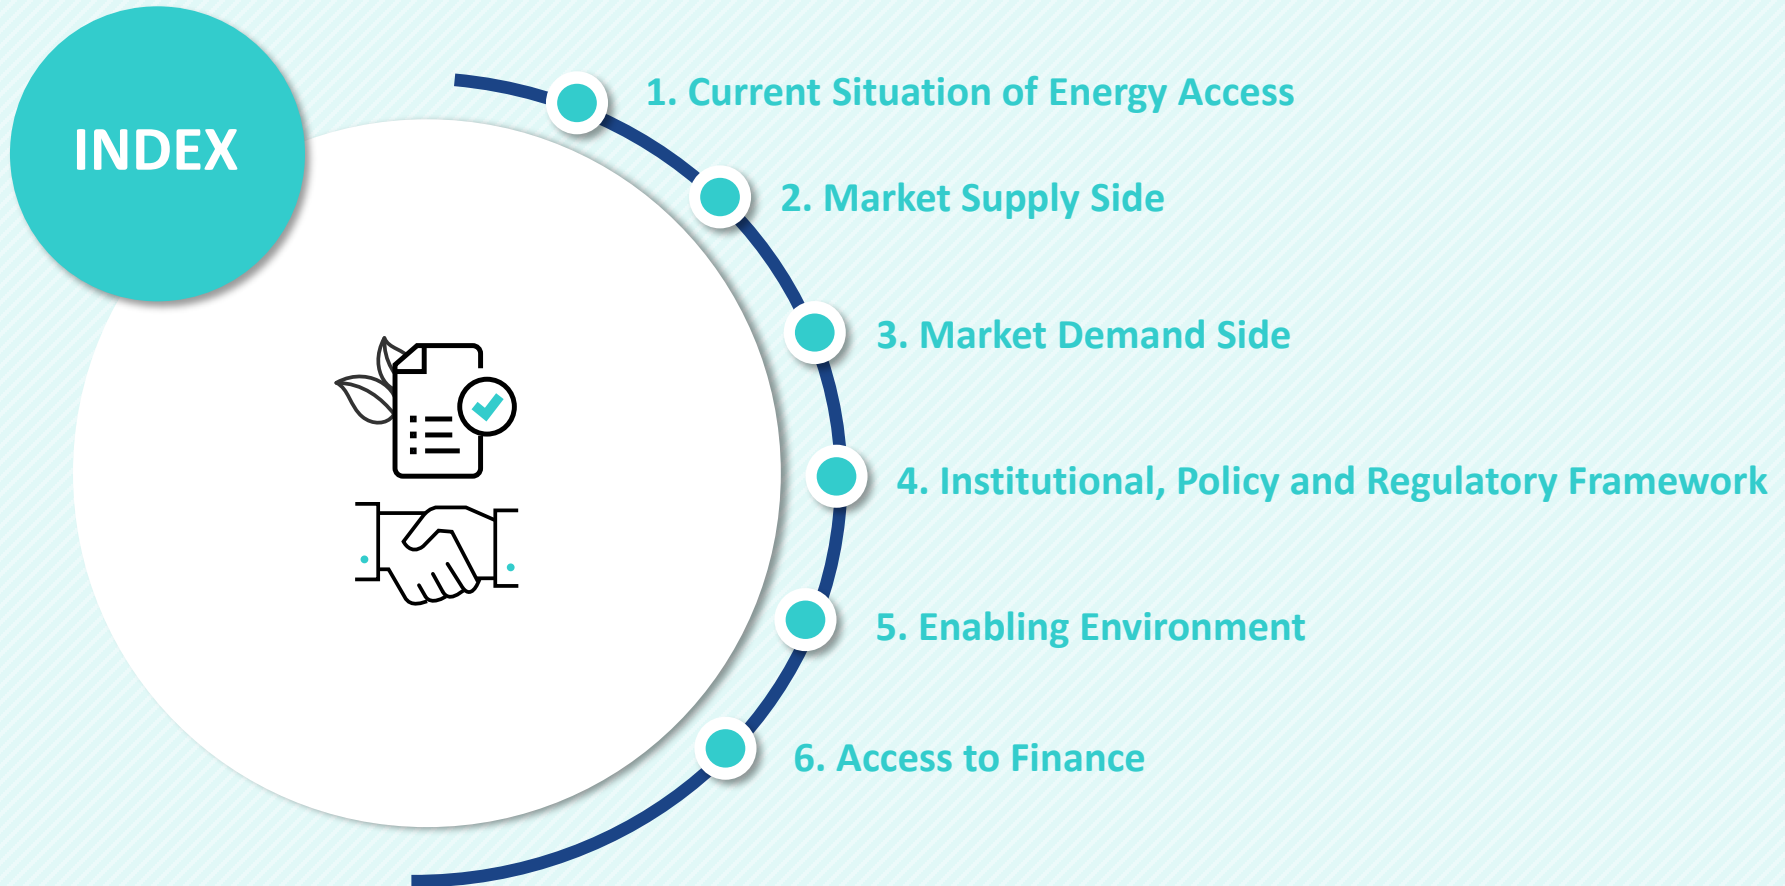 INDEX
1. Current Situation of Energy Access
2. Market Supply Side
3. Market Demand Side
4. Institutional, Policy and Regulatory Framework
5. Enabling Environment
6. Access to Finance